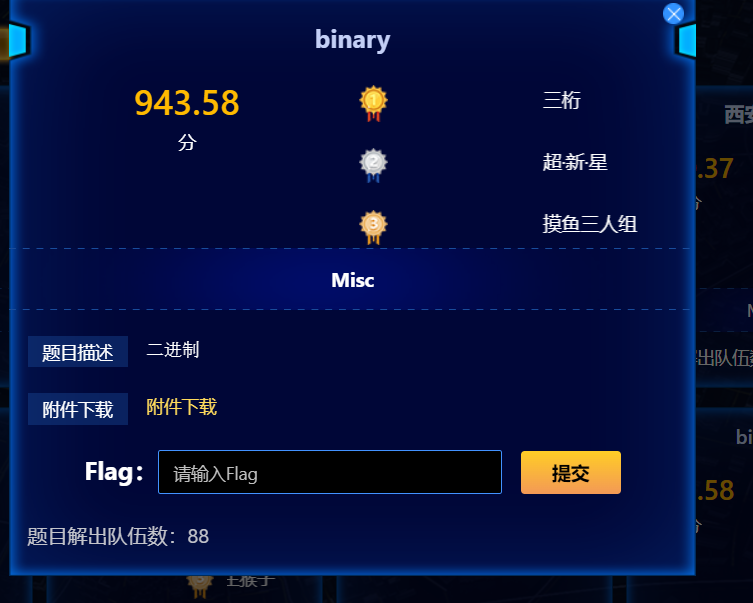 binary
943.58
分
三桁
超·新·星
摸鱼三人组
Misc
题目描述 二进制
附件下载 附件下载
Flag: 请输入Flag 提交
题目解出队伍数: 88
西安
.37
分
解出队伍数
bi
.58
分
王猴子